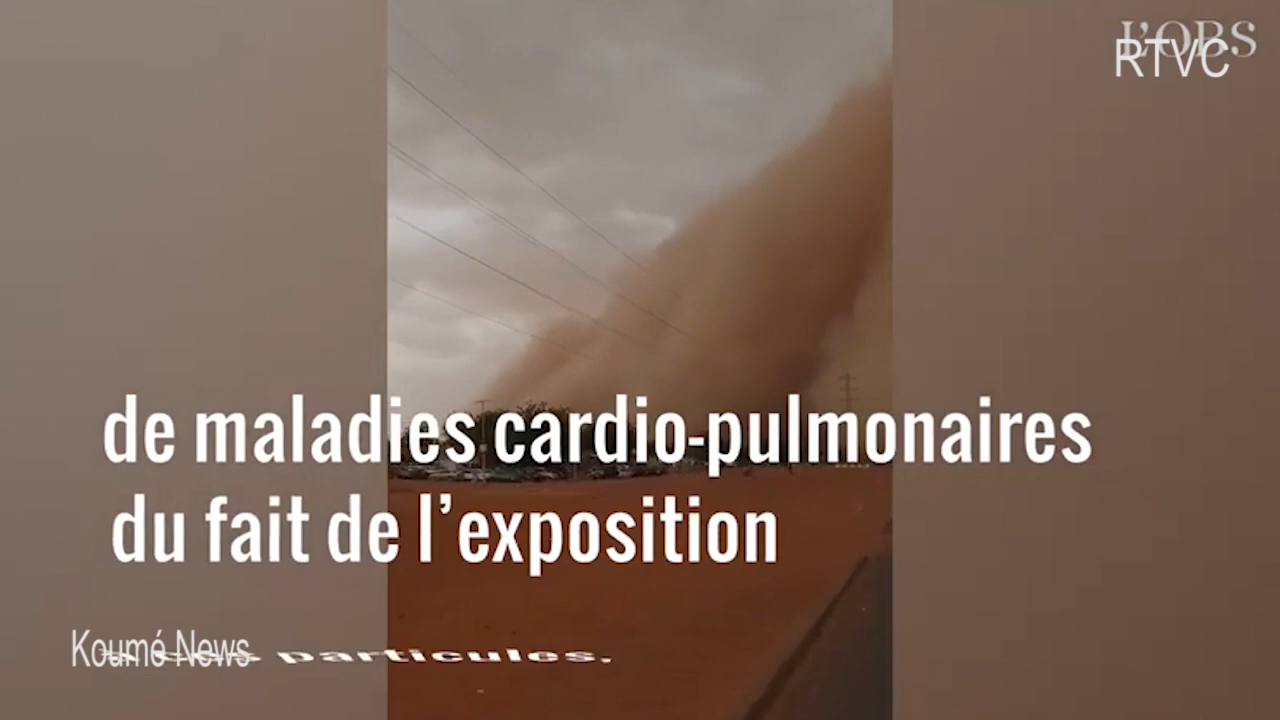 L'OBS
RTVC
de maladies cardio-pulmonaires
du fait de l’exposition
Koumé News
particules.